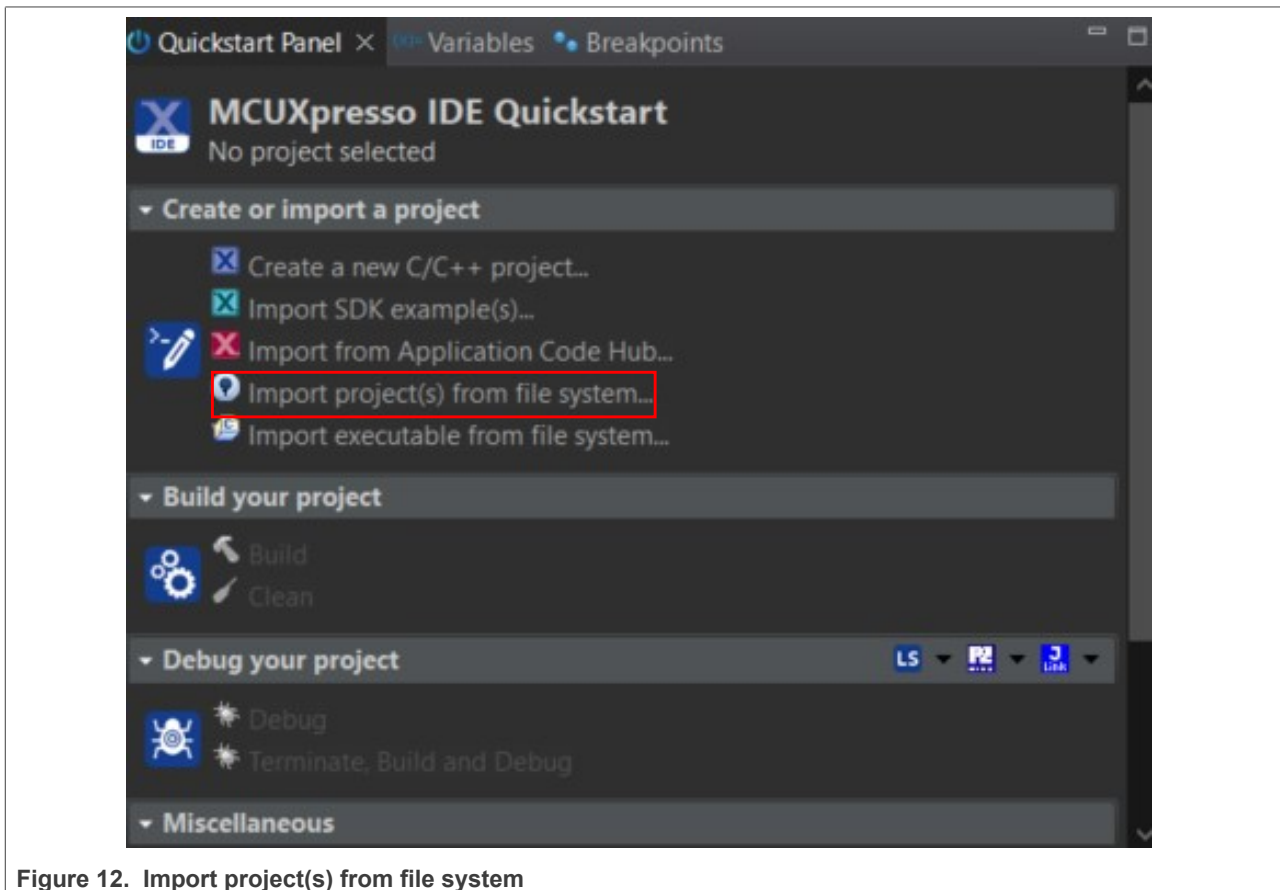 Quickstart Panel × (x)= Variables Breakpoints
MCUXpresso IDE Quickstart
IDE
No project selected
Create or import a project
Create a new C/C++ project...
Import SDK example(s)...
Import from Application Code Hub...
Import project(s) from file system...
Import executable from file system...
Build your project
Build
Clean
Debug your project LS P2 J Link
Debug
Terminate, Build and Debug
Miscellaneous
Figure 12. Import project(s) from file system